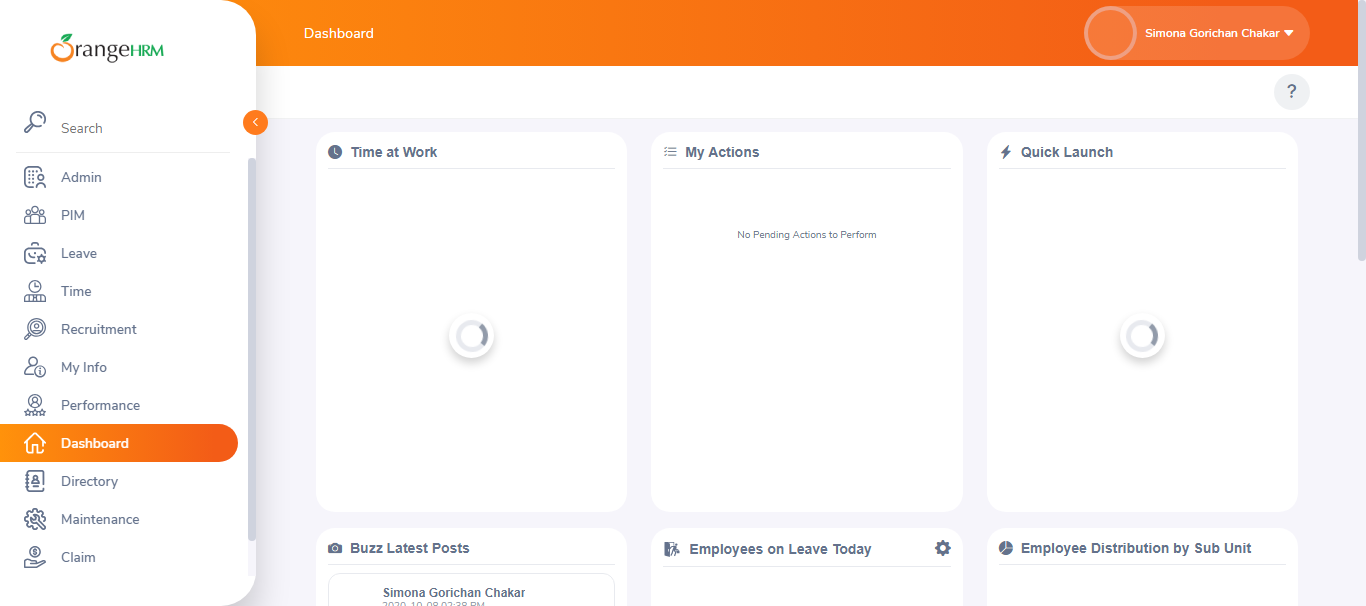 OrangeHRM
Dashboard
Simona Gorichan Chakar
?
Search
Admin
PIM
Leave
Time
Recruitment
My Info
Performance
Dashboard
Directory
Maintenance
Claim
Time at Work
My Actions
No Pending Actions to Perform
Quick Launch
Buzz Latest Posts
Simona Gorichan Chakar
2020-10-08 02:38 PM
Employees on Leave Today
Employee Distribution by Sub Unit